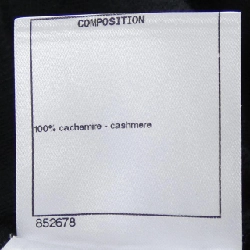 COMPOSITION
100% cachemire - cashmere
852678